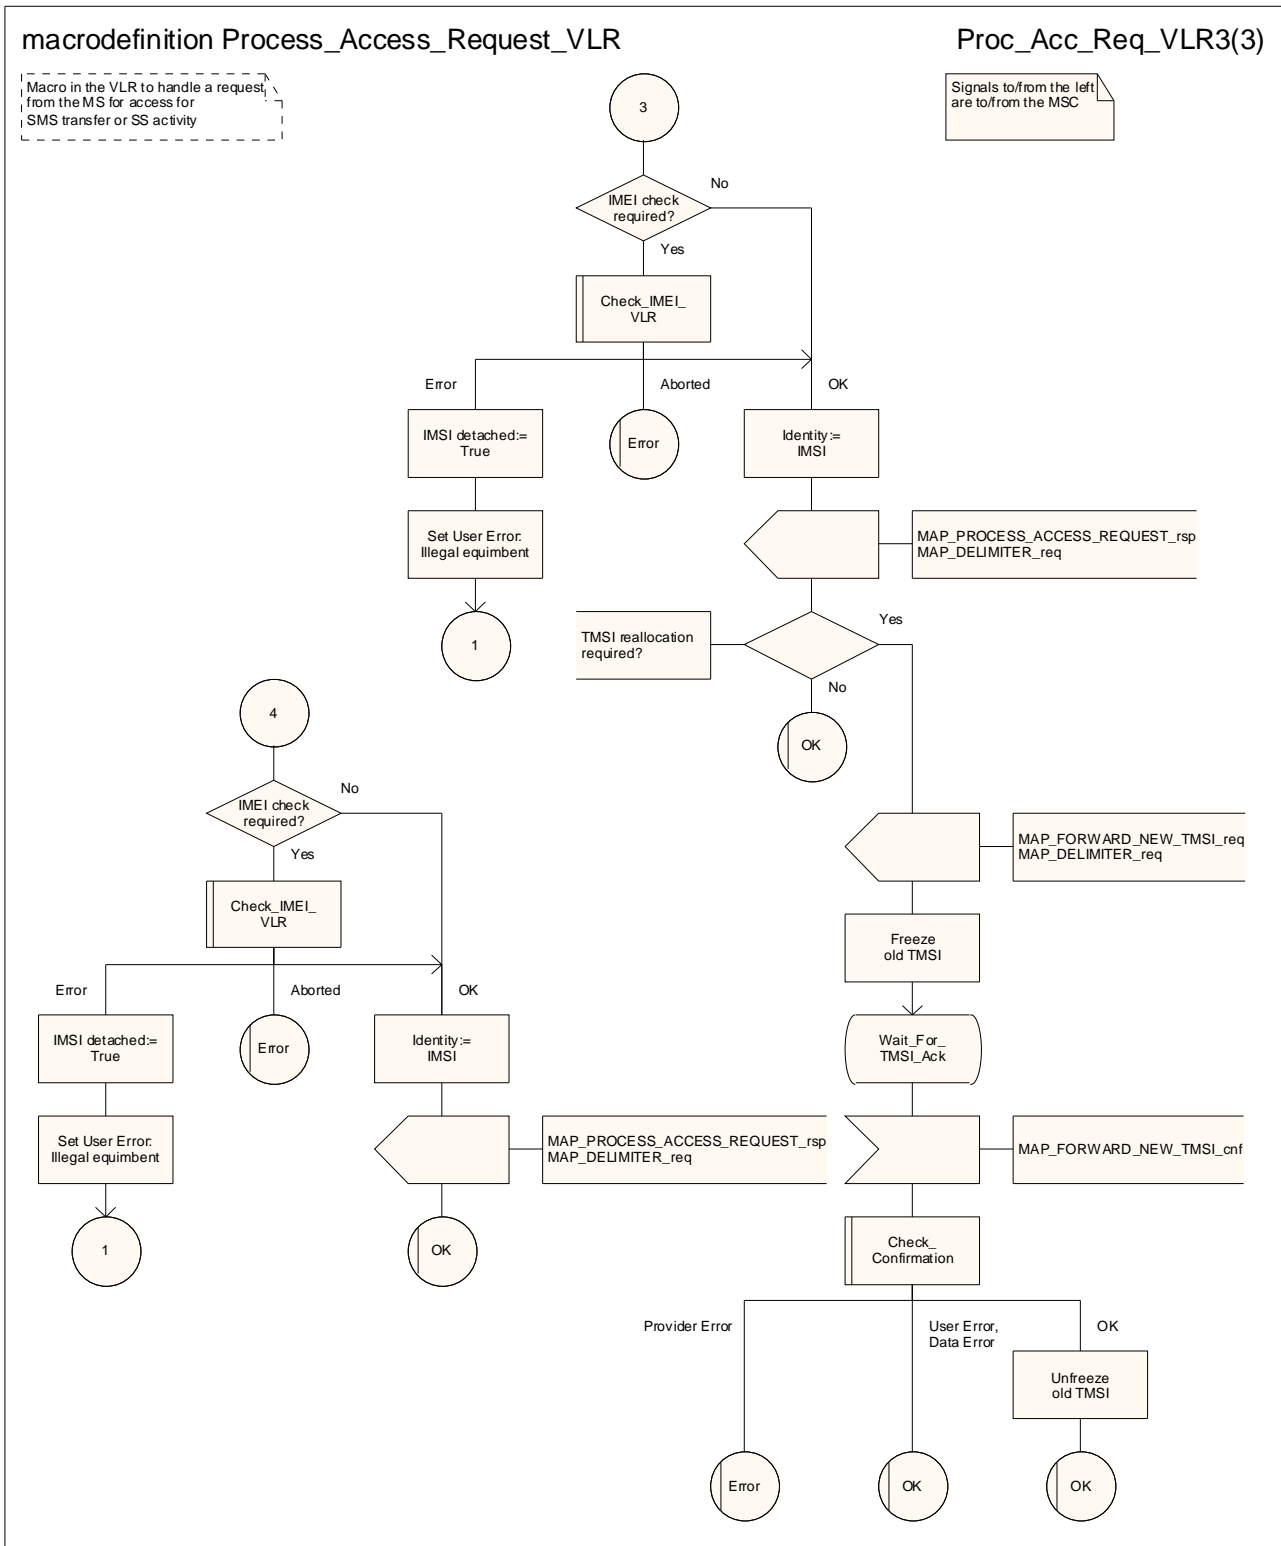 macrodefinition Process_Access_Request_VLR
Proc_Acc_Req_VLR3(3)
Macro in the VLR to handle a request
from the MS for access for
SMS transfer or SS activity
Signals to/from the left
are to/from the MSC
3
IMEI check
required?
No
Yes
Check_IMEI_
VLR
Error
Aborted
OK
IMSI detached:=
True
Error
Identity:=
IMSI
Set User Error:
Illegal equimbent
MAP_PROCESS_ACCESS_REQUEST_rsp
MAP_DELIMITER_req
1
TMSI reallocation
required?
Yes
No
OK
4
IMEI check
required?
No
Yes
Check_IMEI_
VLR
Error
Aborted
OK
IMSI detached:=
True
Error
Identity:=
IMSI
Set User Error:
Illegal equimbent
MAP_PROCESS_ACCESS_REQUEST_rsp
MAP_DELIMITER_req
1
OK
MAP_FORWARD_NEW_TMSI_req
MAP_DELIMITER_req
Freeze
old TMSI
Wait_For_
TMSI_Ack
MAP_FORWARD_NEW_TMSI_cnf
Check_
Confirmation
Provider Error
User Error,
Data Error
OK
Unfreeze
old TMSI
Error
OK
OK